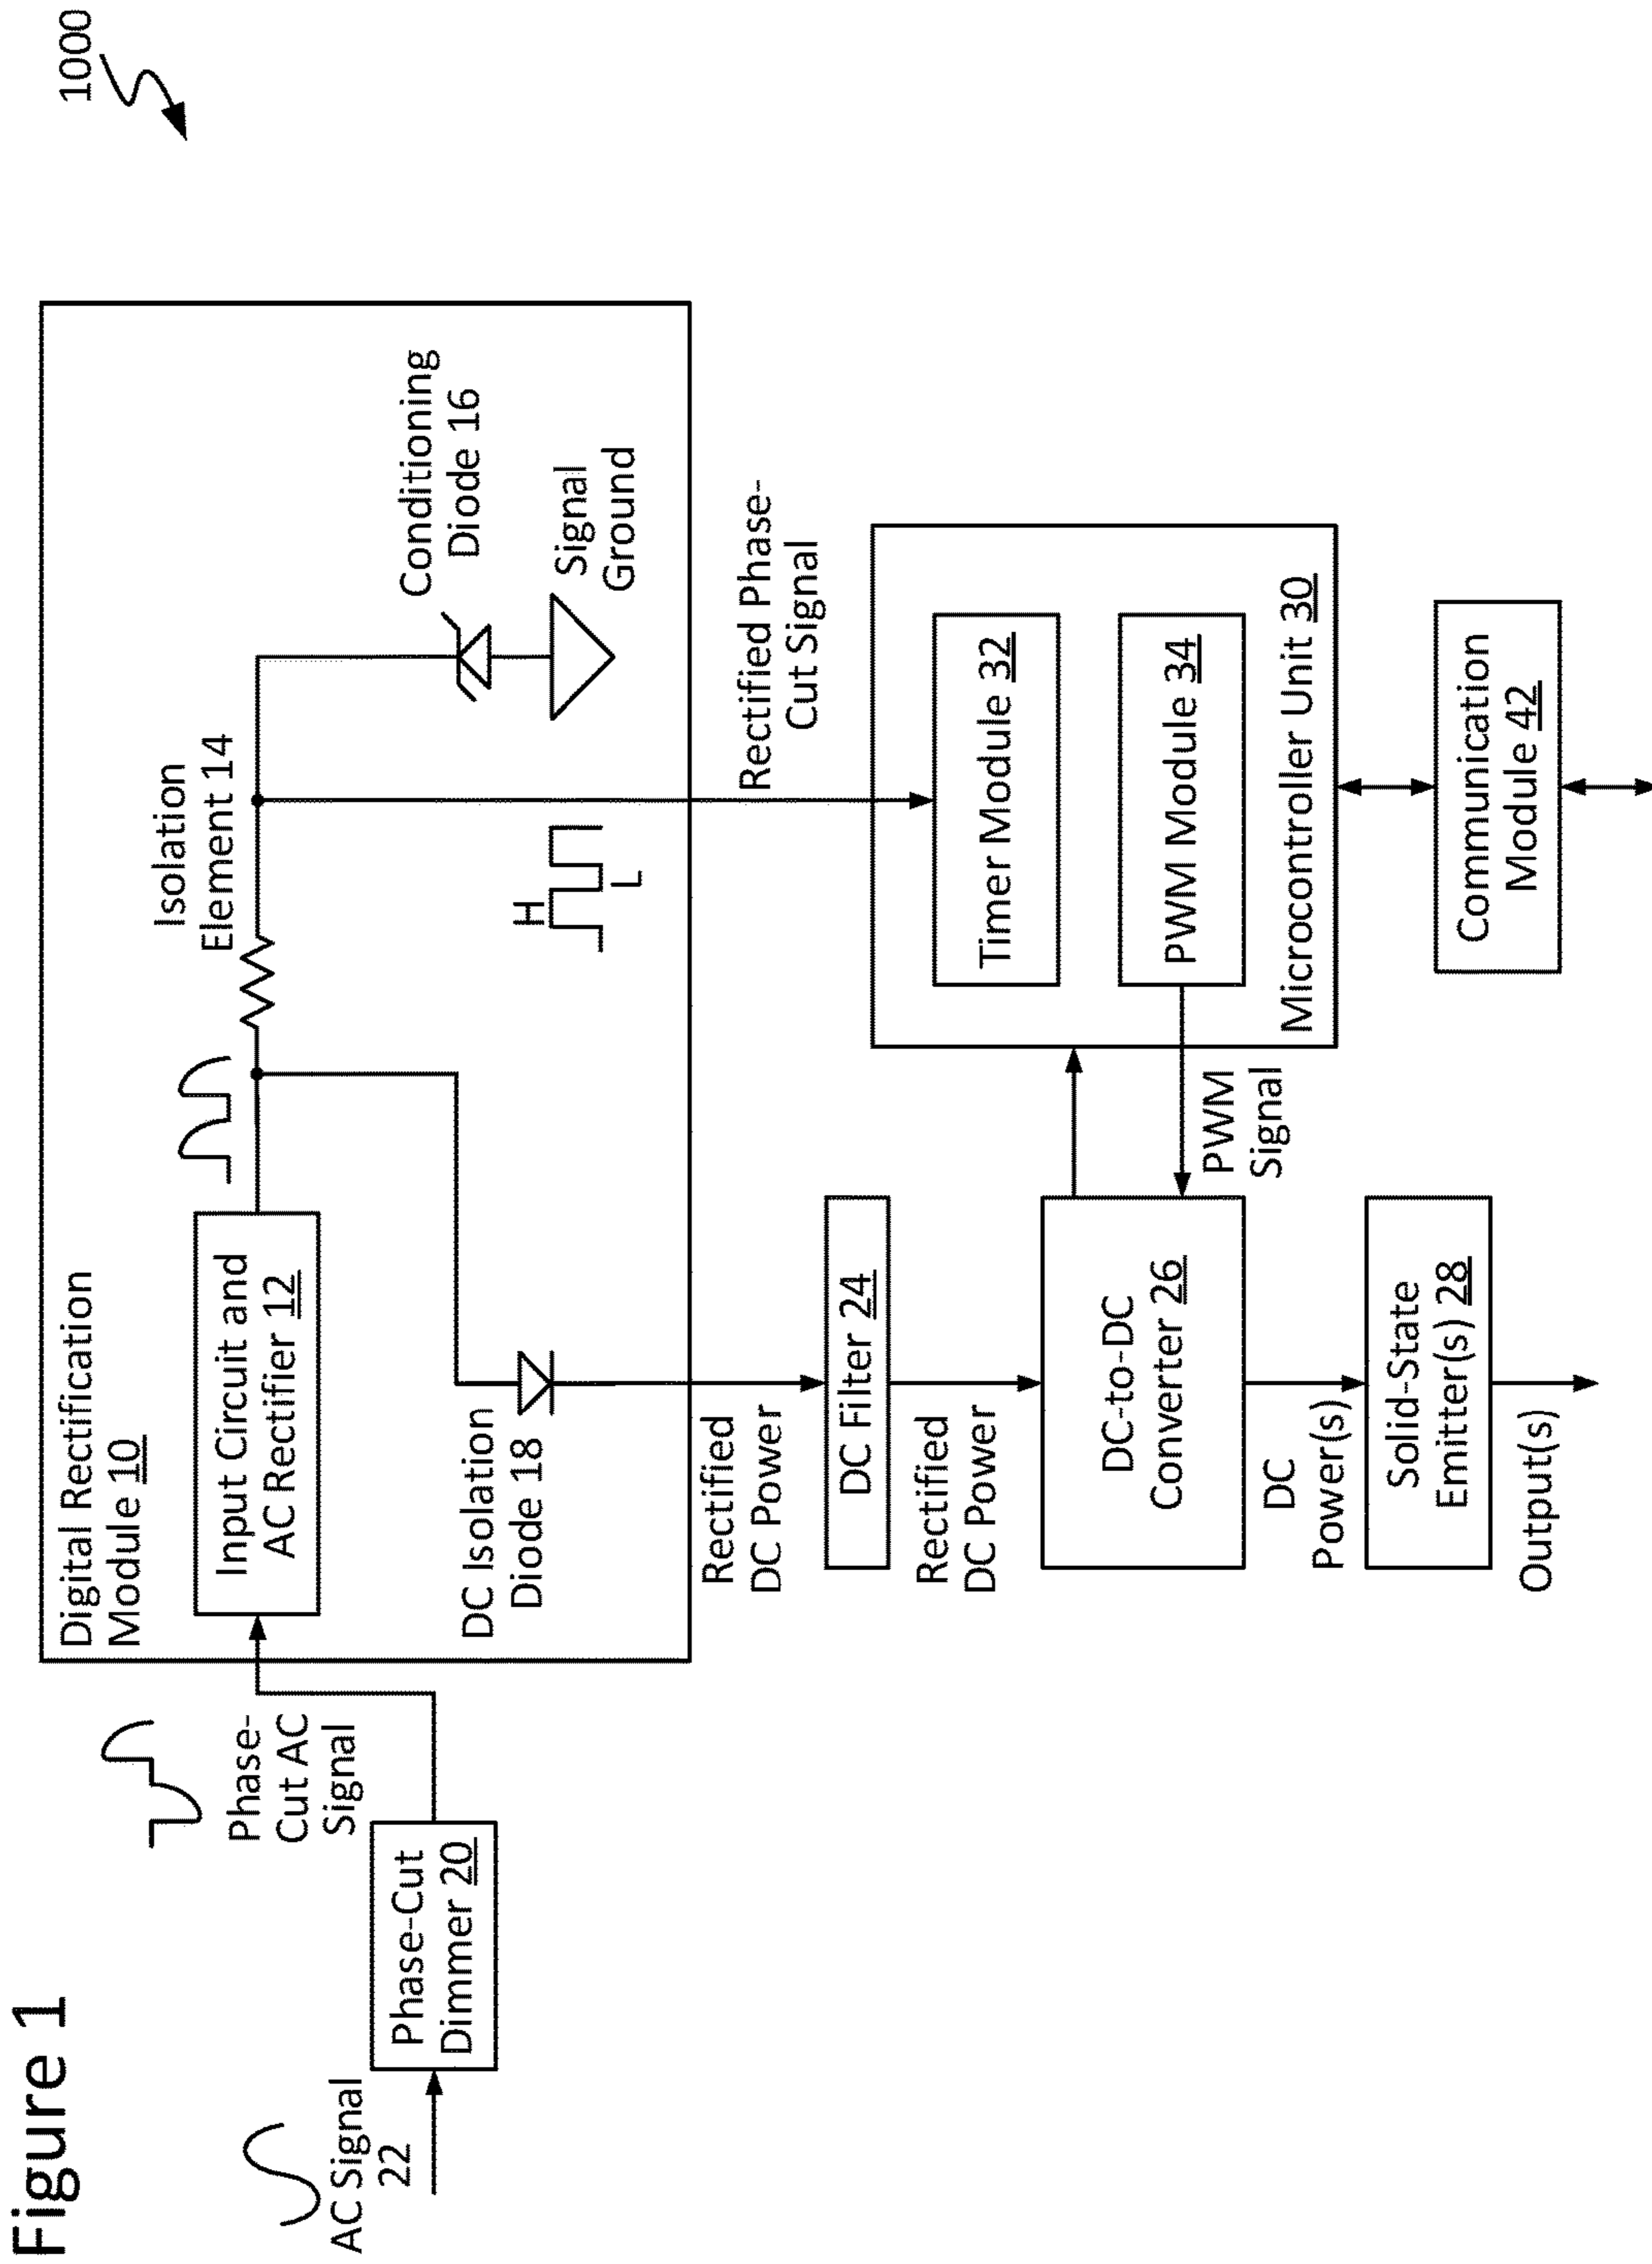 Figure 1
1000
AC Signal
22
Phase-Cut
Dimmer 20
Phase-
Cut AC
Signal
Digital Rectification
Module 10
Input Circuit and
AC Rectifier 12
Isolation
Element 14
Conditioning
Diode 16
Signal
Ground
H
L
DC Isolation
Diode 18
Rectified
DC Power
Rectified Phase-
Cut Signal
DC Filter 24
Rectified
DC Power
DC-to-DC
Converter 26
PWM
Signal
Timer Module 32
PWM Module 34
Microcontroller Unit 30
DC
Power(s)
Solid-State
Emitter(s) 28
Output(s)
Communication
Module 42